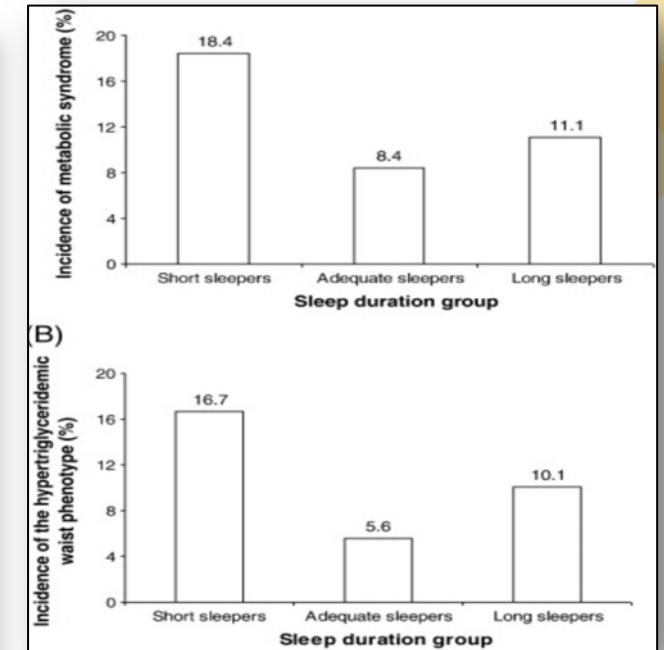 Incidence of metabolic syndrome (%)
20
16
12
8
4
0
18.4
8.4
11.1
Short sleepers
Adequate sleepers
Long sleepers
Sleep duration group
(B)
Incidence of the hypertriglyceridemic
waist phenotype (%)
20
16
12
8
4
0
16.7
5.6
10.1
Short sleepers
Adequate sleepers
Long sleepers
Sleep duration group